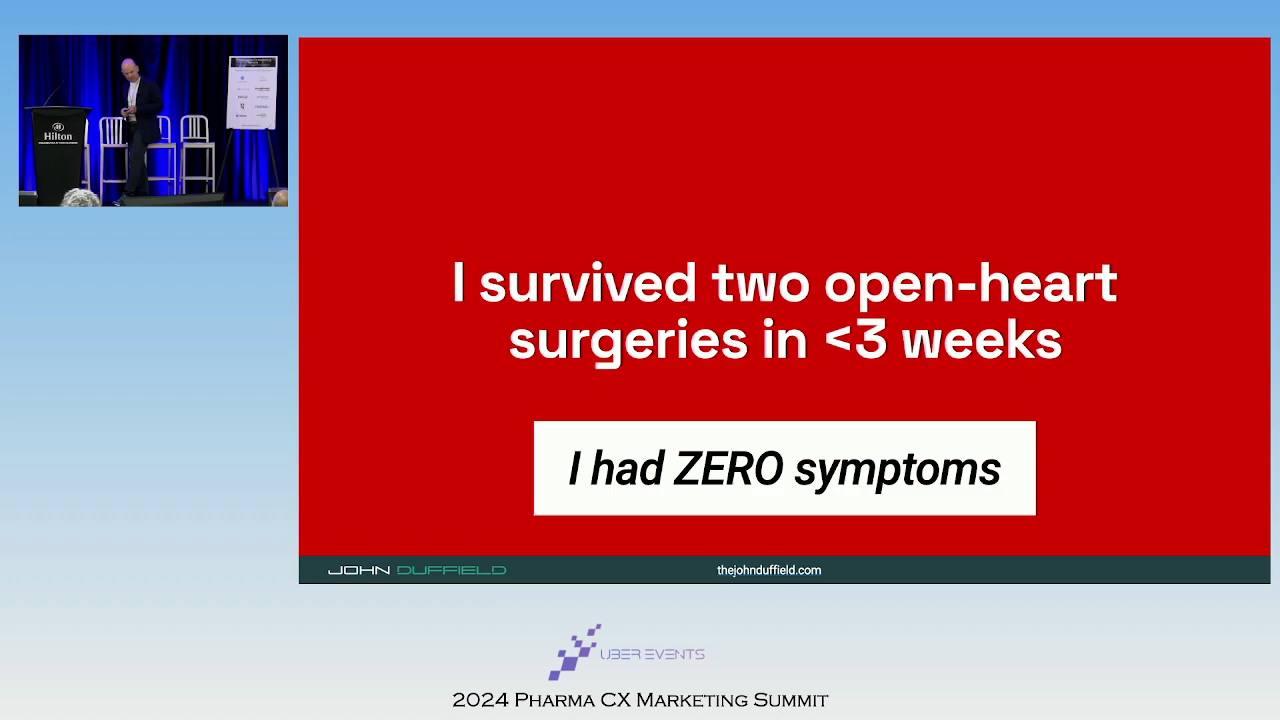 Hilton
I survived two open-heart
surgeries in <3 weeks
I had ZERO symptoms
JOHN DUFFIELD
thejohnduffield.com
UBER EVENTS
2024 Pharma CX Marketing Summit